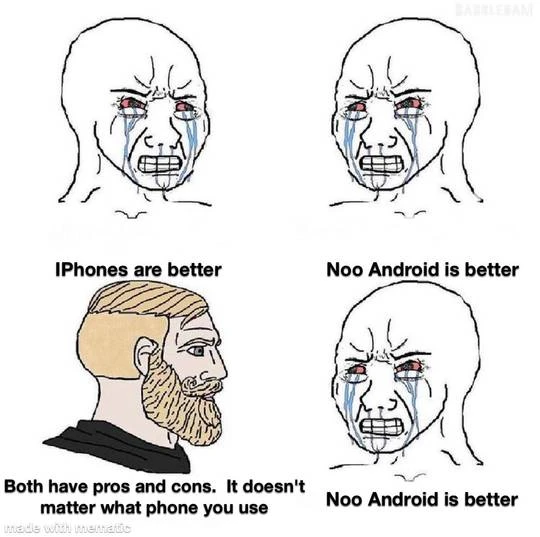 BABBLEBAM
IPhones are better
Noo Android is better
Both have pros and cons. It doesn't
matter what phone you use
Noo Android is better
made with mematic